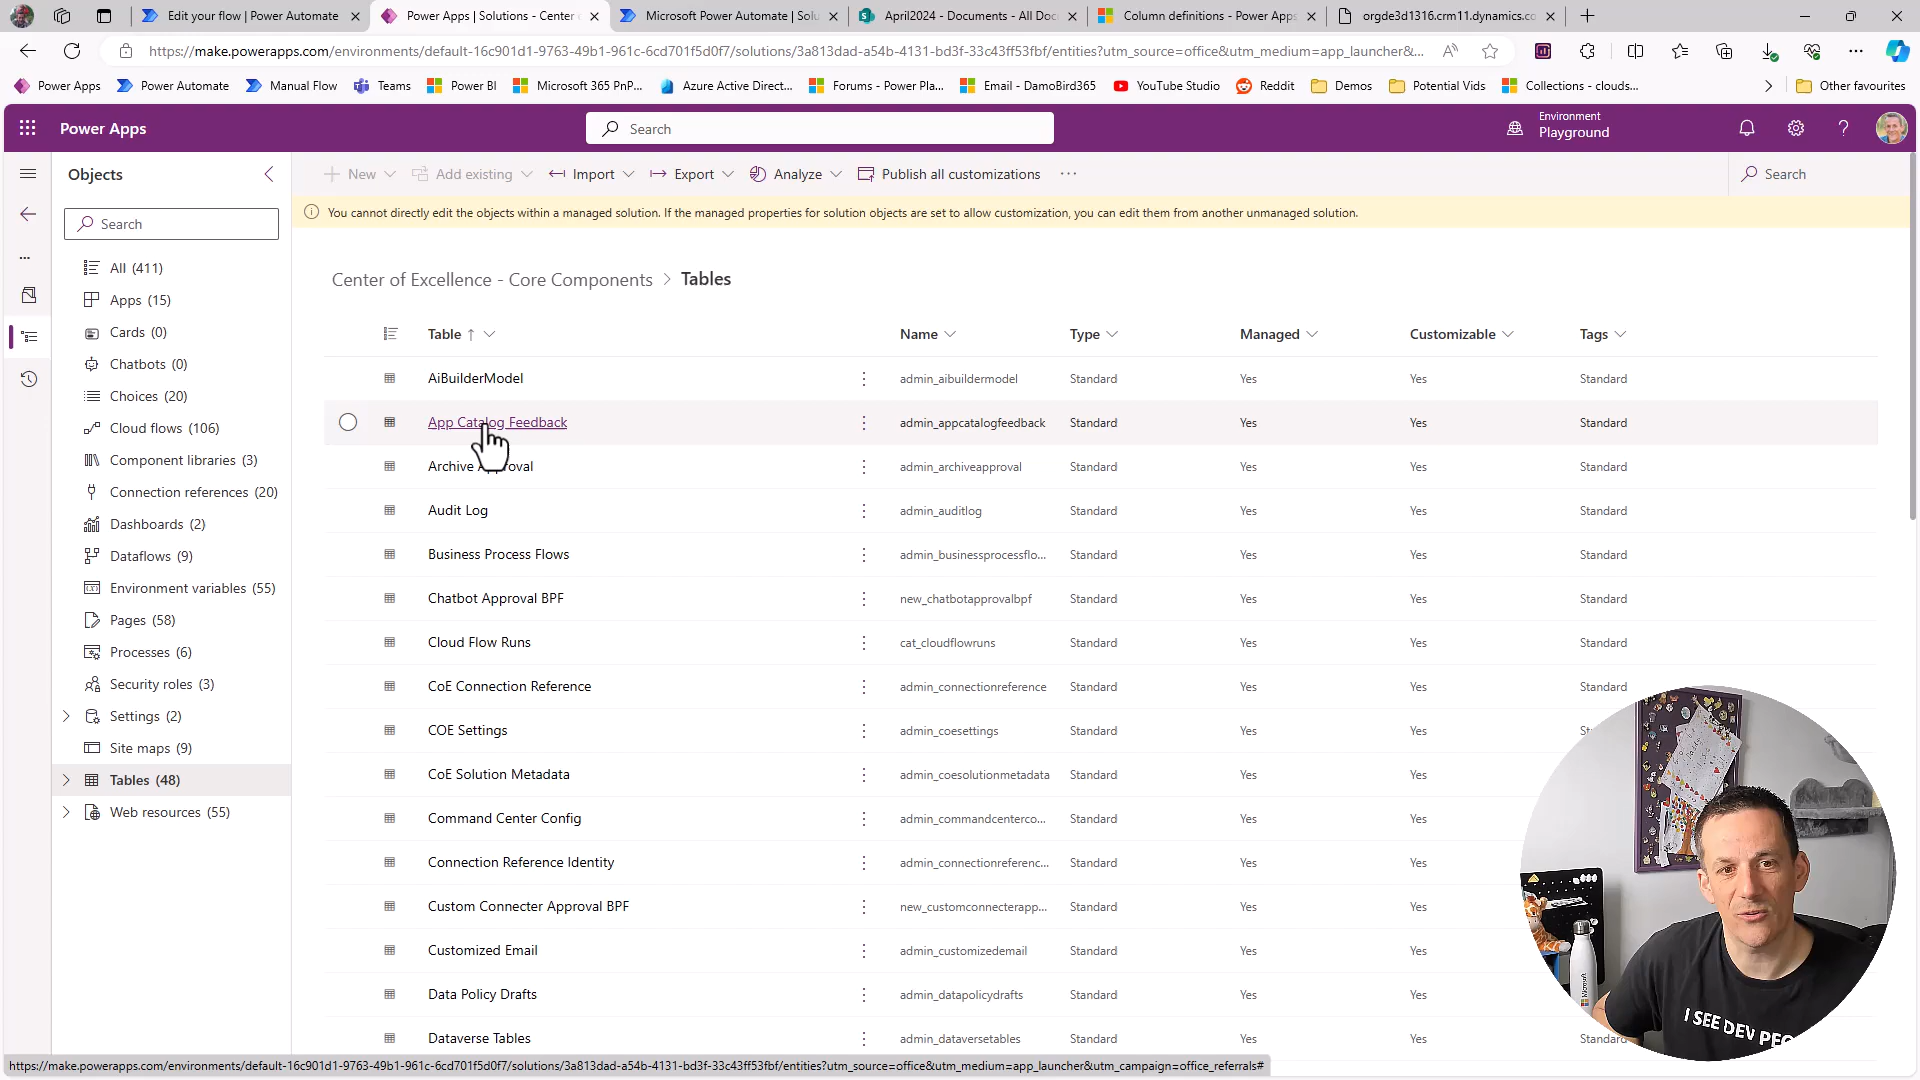 Edit your flow | Power Automate
Power Apps | Solutions - Center o
Microsoft Power Automate | Solu
April2024 - Documents - All Doc
Column definitions - Power Apps
orgde3d1316.crm11.dynamics.co
https://make.powerapps.com/environments/default-16c901d1-9763-49b1-961c-6cd701f5d0f7/solutions/3a813dad-a54b-4131-bd3f-33c43ff53fbf/entities?utm_source=office&utm_medium=app_launcher&...
Power Apps
Power Automate
Manual Flow
Teams
Power BI
Microsoft 365 PnP...
Azure Active Direct...
Forums - Power Pla...
Email - DamoBird365
YouTube Studio
Reddit
Demos
Potential Vids
Collections - clouds...
Other favourites
Power Apps
Search
Environment
Playground
Objects
Search
All (411)
Apps (15)
Cards (0)
Chatbots (0)
Choices (20)
Cloud flows (106)
Component libraries (3)
Connection references (20)
Dashboards (2)
Dataflows (9)
Environment variables (55)
Pages (58)
Processes (6)
Security roles (3)
Settings (2)
Site maps (9)
Tables (48)
Web resources (55)
New
Add existing
Import
Export
Analyze
Publish all customizations
Search
You cannot directly edit the objects within a managed solution. If the managed properties for solution objects are set to allow customization, you can edit them from another unmanaged solution.
Center of Excellence - Core Components > Tables
Table Name Type Managed Customizable Tags
AiBuilderModel admin_aibuildermodel Standard Yes Yes Standard
App Catalog Feedback admin_appcatalogfeedback Standard Yes Yes Standard
Archive Approval admin_archiveapproval Standard Yes Yes Standard
Audit Log admin_auditlog Standard Yes Yes Standard
Business Process Flows admin_businessprocessflo... Standard Yes Yes Standard
Chatbot Approval BPF new_chatbotapprovalbpf Standard Yes Yes Standard
Cloud Flow Runs cat_cloudflowruns Standard Yes Yes Standard
CoE Connection Reference admin_connectionreference Standard Yes Yes Standard
COE Settings admin_coesettings Standard Yes Yes St
CoE Solution Metadata admin_coesolutionmetadata Standard Yes Yes
Command Center Config admin_commandcenterco... Standard Yes Yes
Connection Reference Identity admin_connectionreferenc... Standard Yes Yes
Custom Connecter Approval BPF new_customconnecterapp... Standard Yes Yes
Customized Email admin_customizedemail Standard Yes Yes
Data Policy Drafts admin_datapolicydrafts Standard Yes Yes
Dataverse Tables admin_dataversetables Standard Yes Yes Standard
Microsoft
I SEE DEV PEO
https://make.powerapps.com/environments/default-16c901d1-9763-49b1-961c-6cd701f5d0f7/solutions/3a813dad-a54b-4131-bd3f-33c43ff53fbf/entities?utm_source=office&utm_medium=app_launcher&utm_campaign=office_referrals#